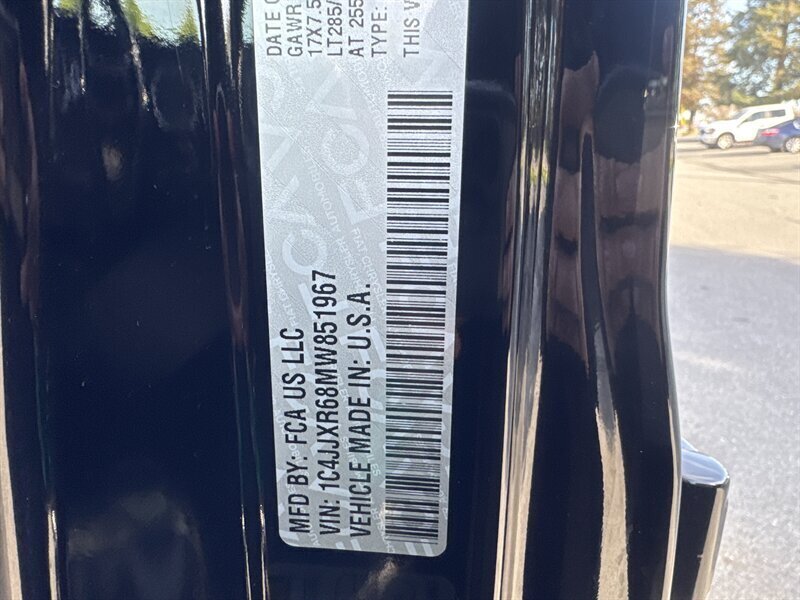 DATE O
GAWR
17X7.5
LT285/
AT 255
TYPE:
THIS V
MFD BY: FCA US LLC
VIN: 1C4JJXR68MW851967
VEHICLE MADE IN: U.S.A.